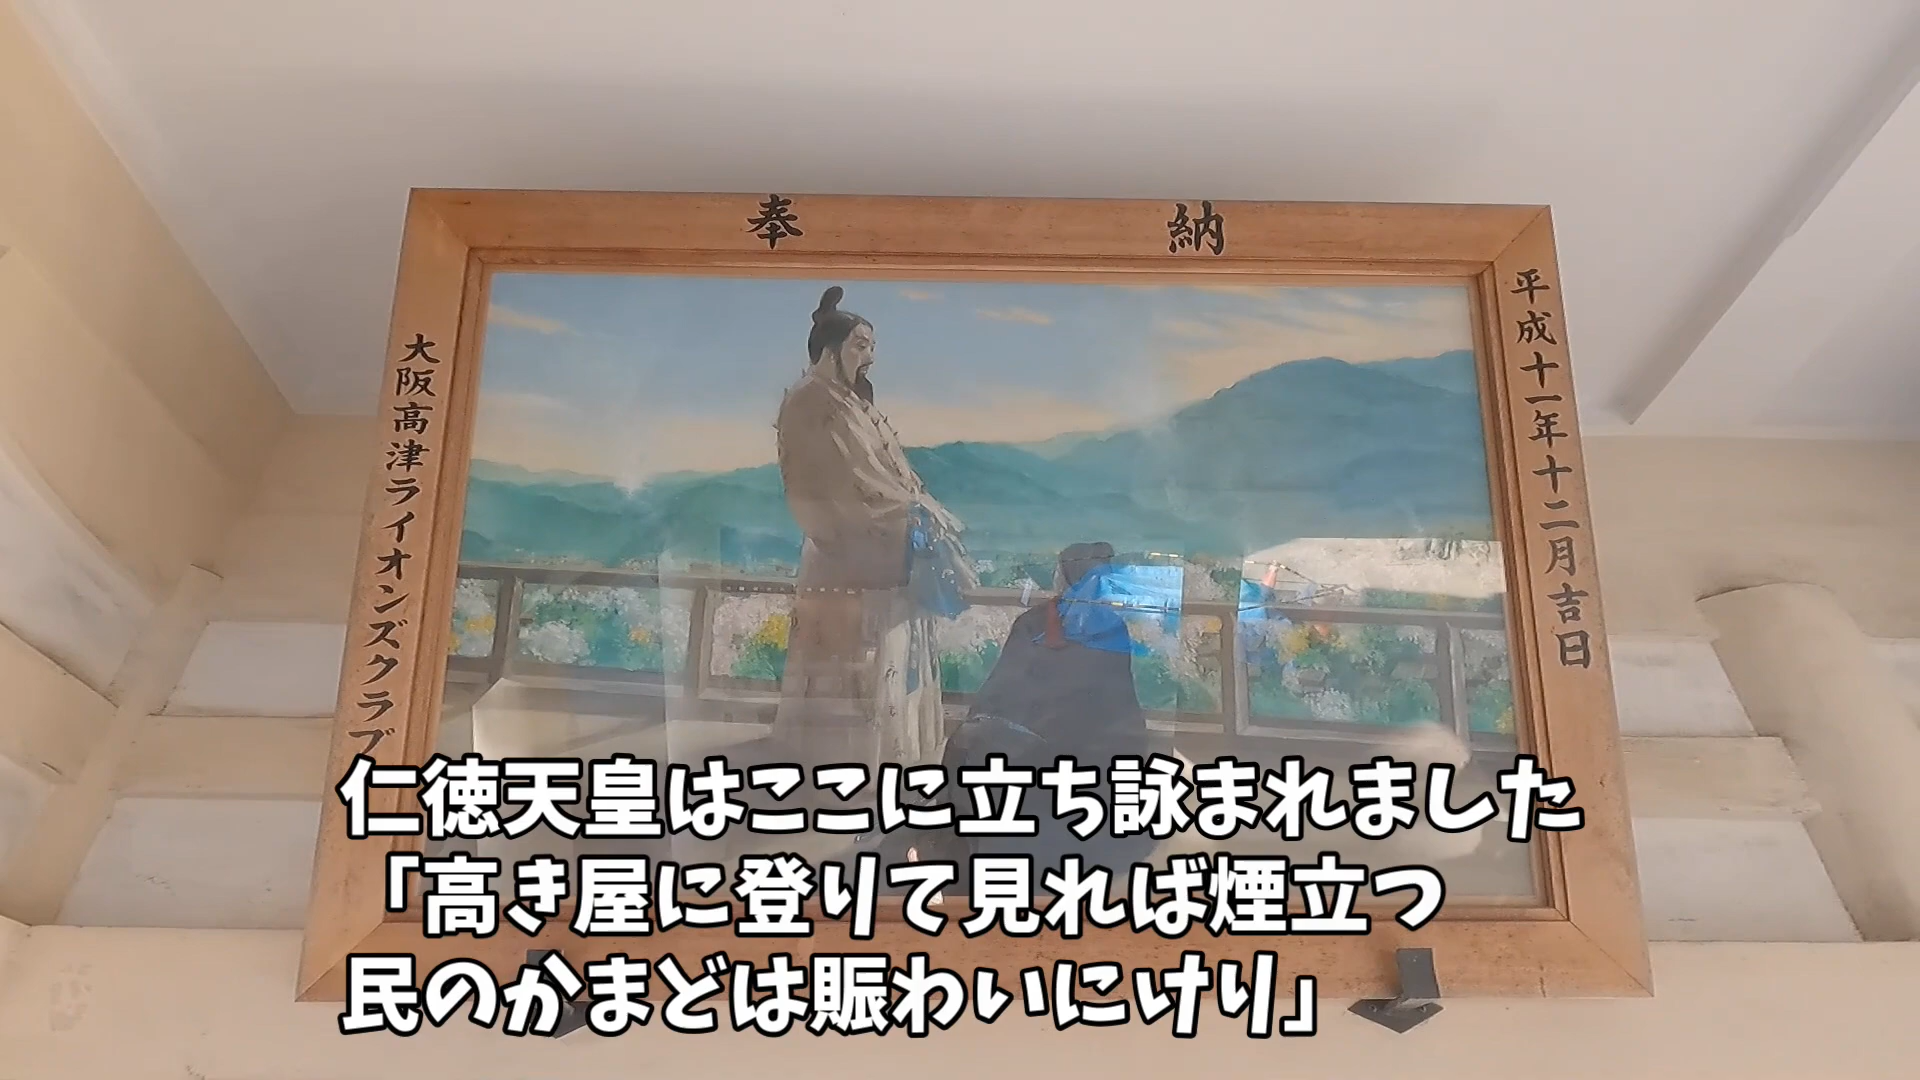 奉納
平成十一年十二月吉日
大阪高津ライオンズクラブ
仁徳天皇はここに立ち詠まれました
「高き屋に登りて見れば煙立つ
民のかまどは賑わいにけり」